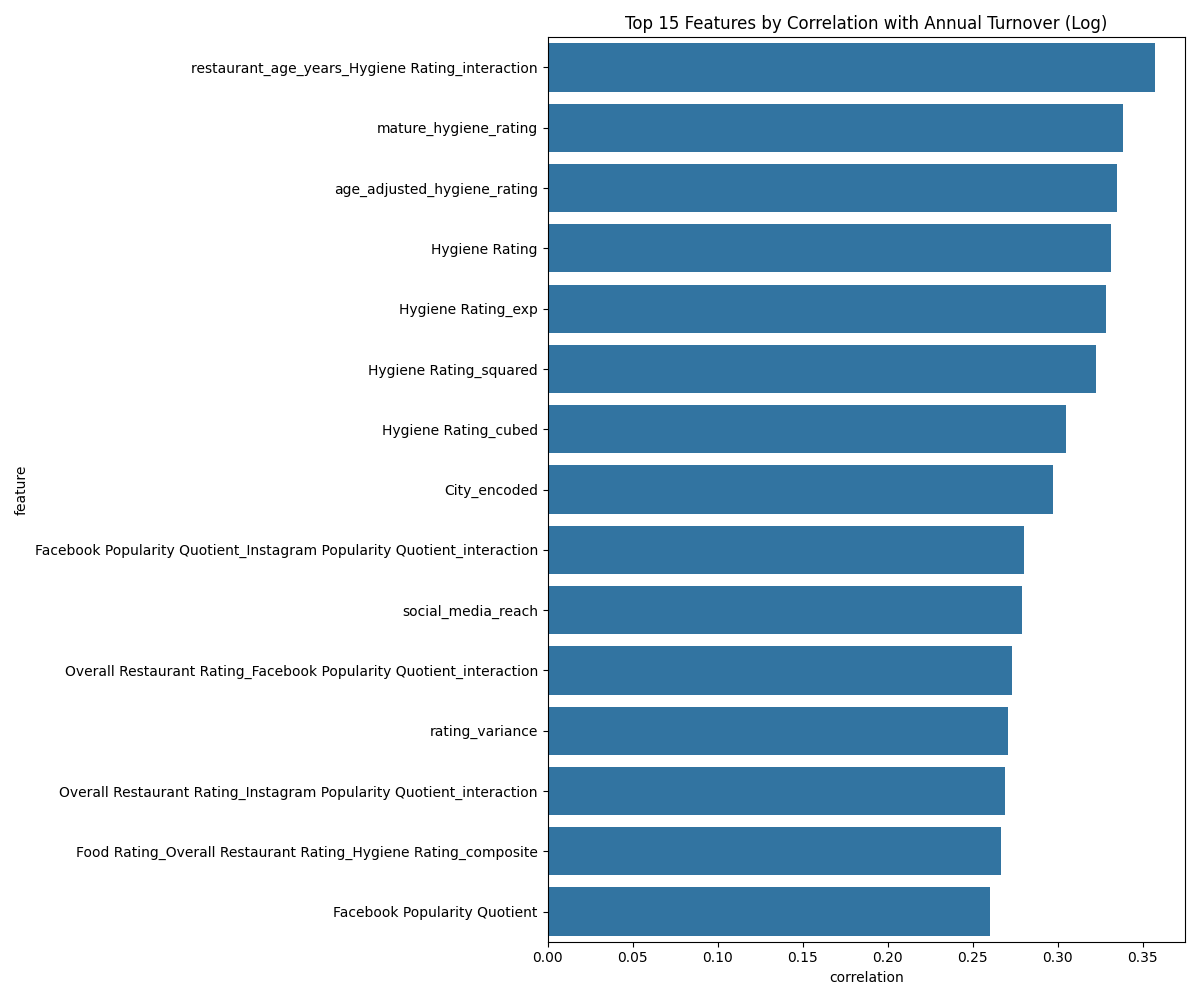 Top 15 Features by Correlation with Annual Turnover (Log)
restaurant_age_years_Hygiene Rating_interaction
mature_hygiene_rating
age_adjusted_hygiene_rating
Hygiene Rating
Hygiene Rating_exp
Hygiene Rating_squared
Hygiene Rating_cubed
City_encoded
Facebook Popularity Quotient_Instagram Popularity Quotient_interaction
social_media_reach
Overall Restaurant Rating_Facebook Popularity Quotient_interaction
rating_variance
Overall Restaurant Rating_Instagram Popularity Quotient_interaction
Food Rating_Overall Restaurant Rating_Hygiene Rating_composite
Facebook Popularity Quotient
feature
0.00 0.05 0.10 0.15 0.20 0.25 0.30 0.35
correlation